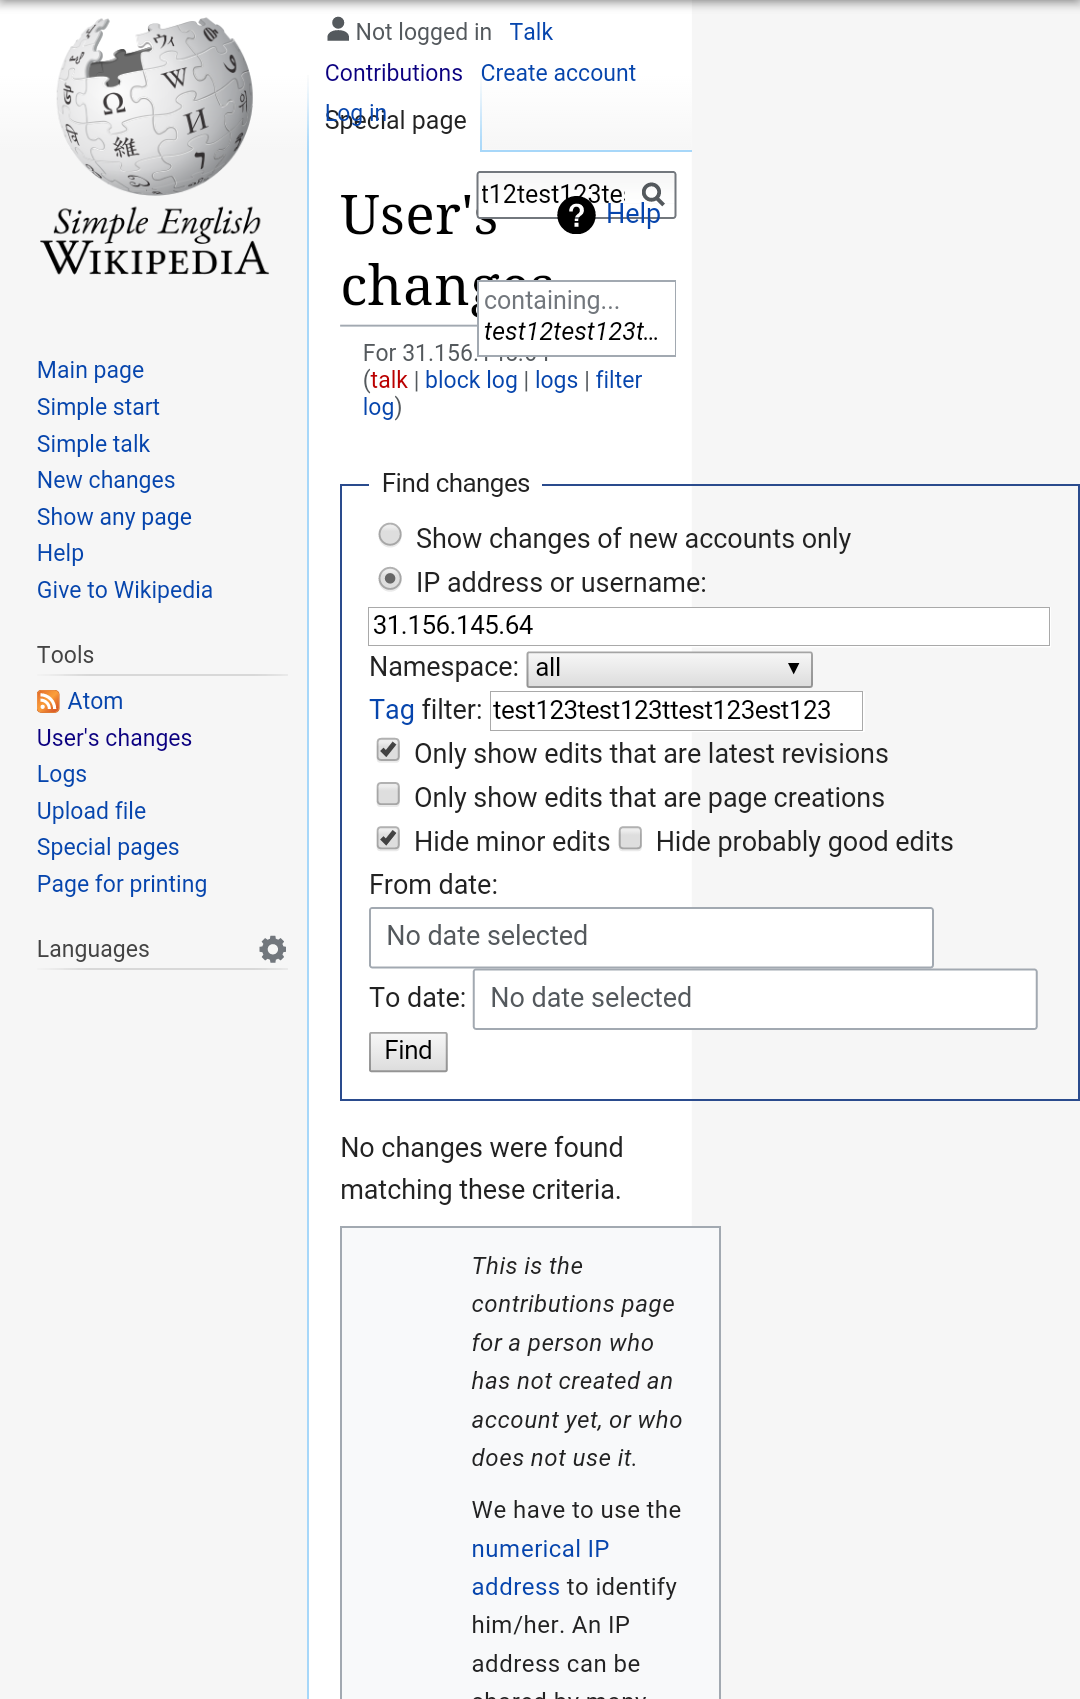 Not logged in Talk
Contributions Create account
Log in
Special page
t12test123te
Simple English
WIKIPEDIA
User's
changes
Help
containing...
test12test123t...
For 31.156.145.64
(talk | block log | logs | filter
log)
Main page
Simple start
Simple talk
New changes
Show any page
Help
Give to Wikipedia
Tools
Atom
User's changes
Logs
Upload file
Special pages
Page for printing
Languages
Find changes
Show changes of new accounts only
IP address or username:
31.156.145.64
Namespace: all
Tag filter: test123test123ttest123est123
Only show edits that are latest revisions
Only show edits that are page creations
Hide minor edits Hide probably good edits
From date:
No date selected
To date: No date selected
Find
No changes were found
matching these criteria.
This is the
contributions page
for a person who
has not created an
account yet, or who
does not use it.
We have to use the
numerical IP
address to identify
him/her. An IP
address can be
shared by many